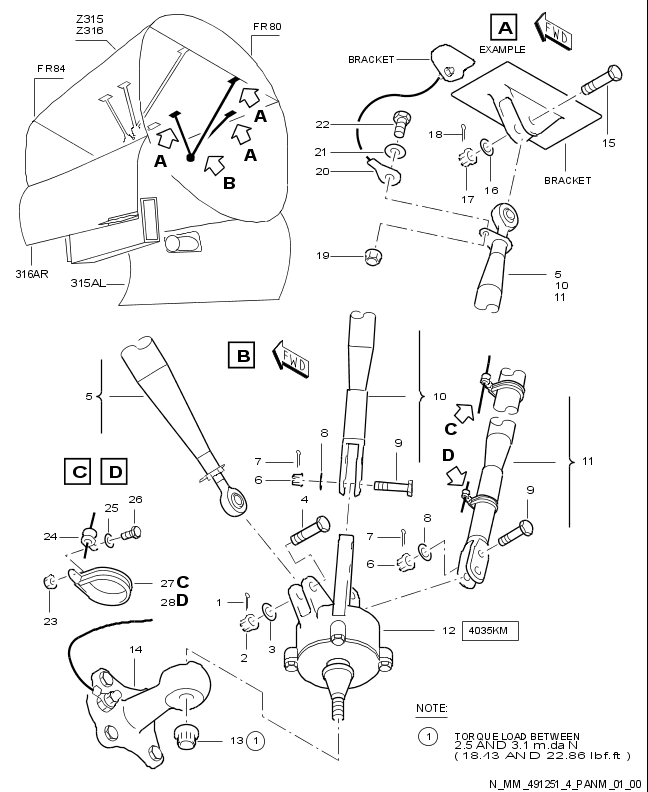 Z315
Z316
FR80
FR84
A
A
A
B
316AR
315AL
A
FWD
EXAMPLE
BRACKET
22
21
20
19
18
17
16
15
BRACKET
5
10
11
B
FWD
5
10
8
7
6
9
4
C
D
11
9
8
7
6
C D
26
25
24
23
27 C
28 D
1
2
3
12
4035KM
14
13 1
NOTE:
1 TORQUE LOAD BETWEEN
2.5 AND 3.1 m.da N
( 18.43 AND 22.86 lbf.ft )
N_MM_491251_4_PANM_01_00